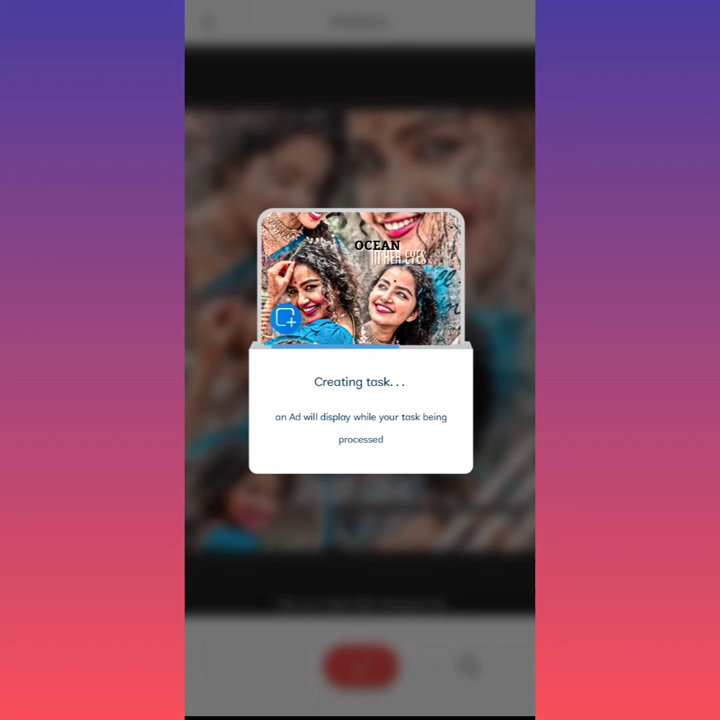 OCEAN
IN HER EYES
Creating task...
an Ad will display while your task being
processed